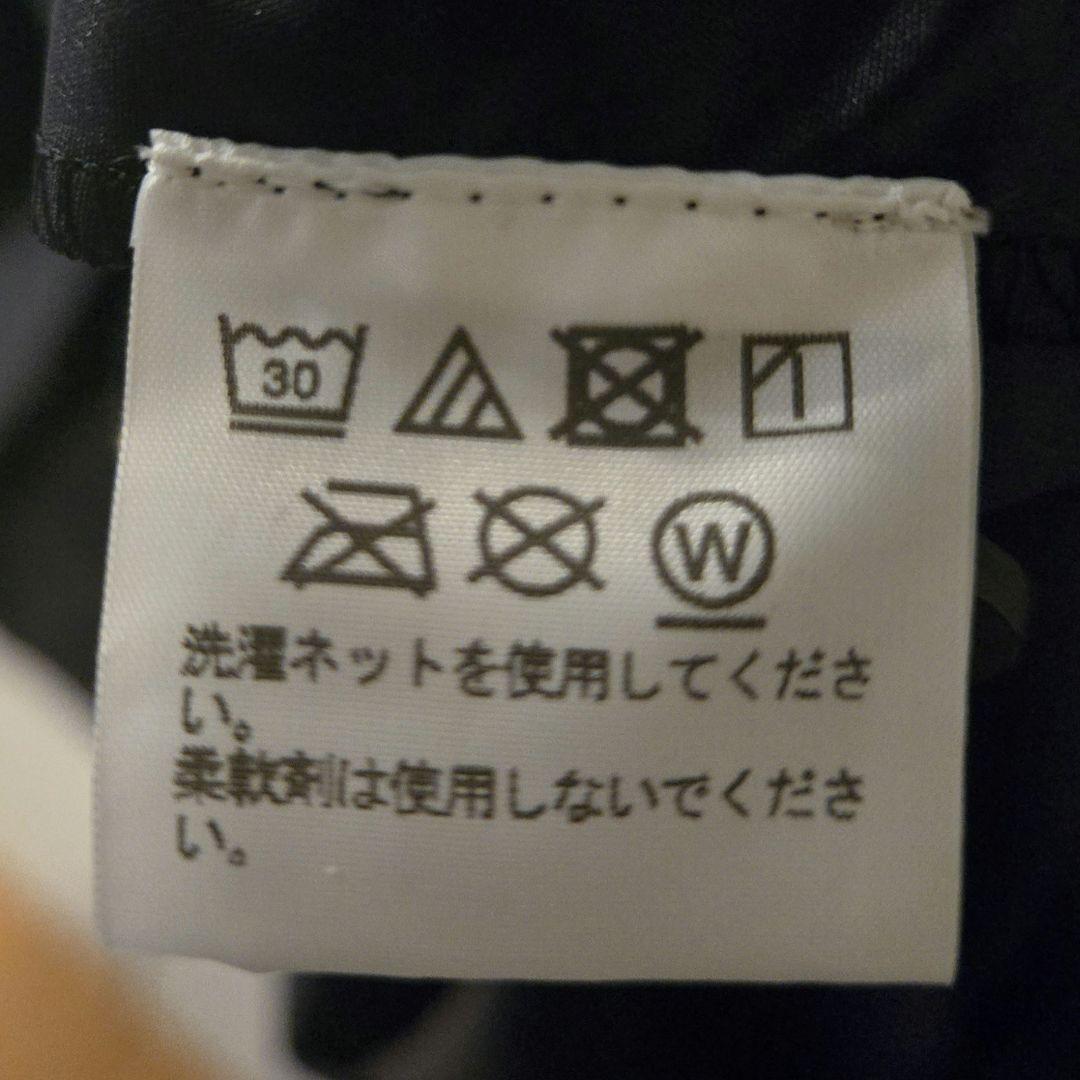 30
W
洗濯ネットを使用してくださ
い。
柔軟剤は使用しないでくださ
い。